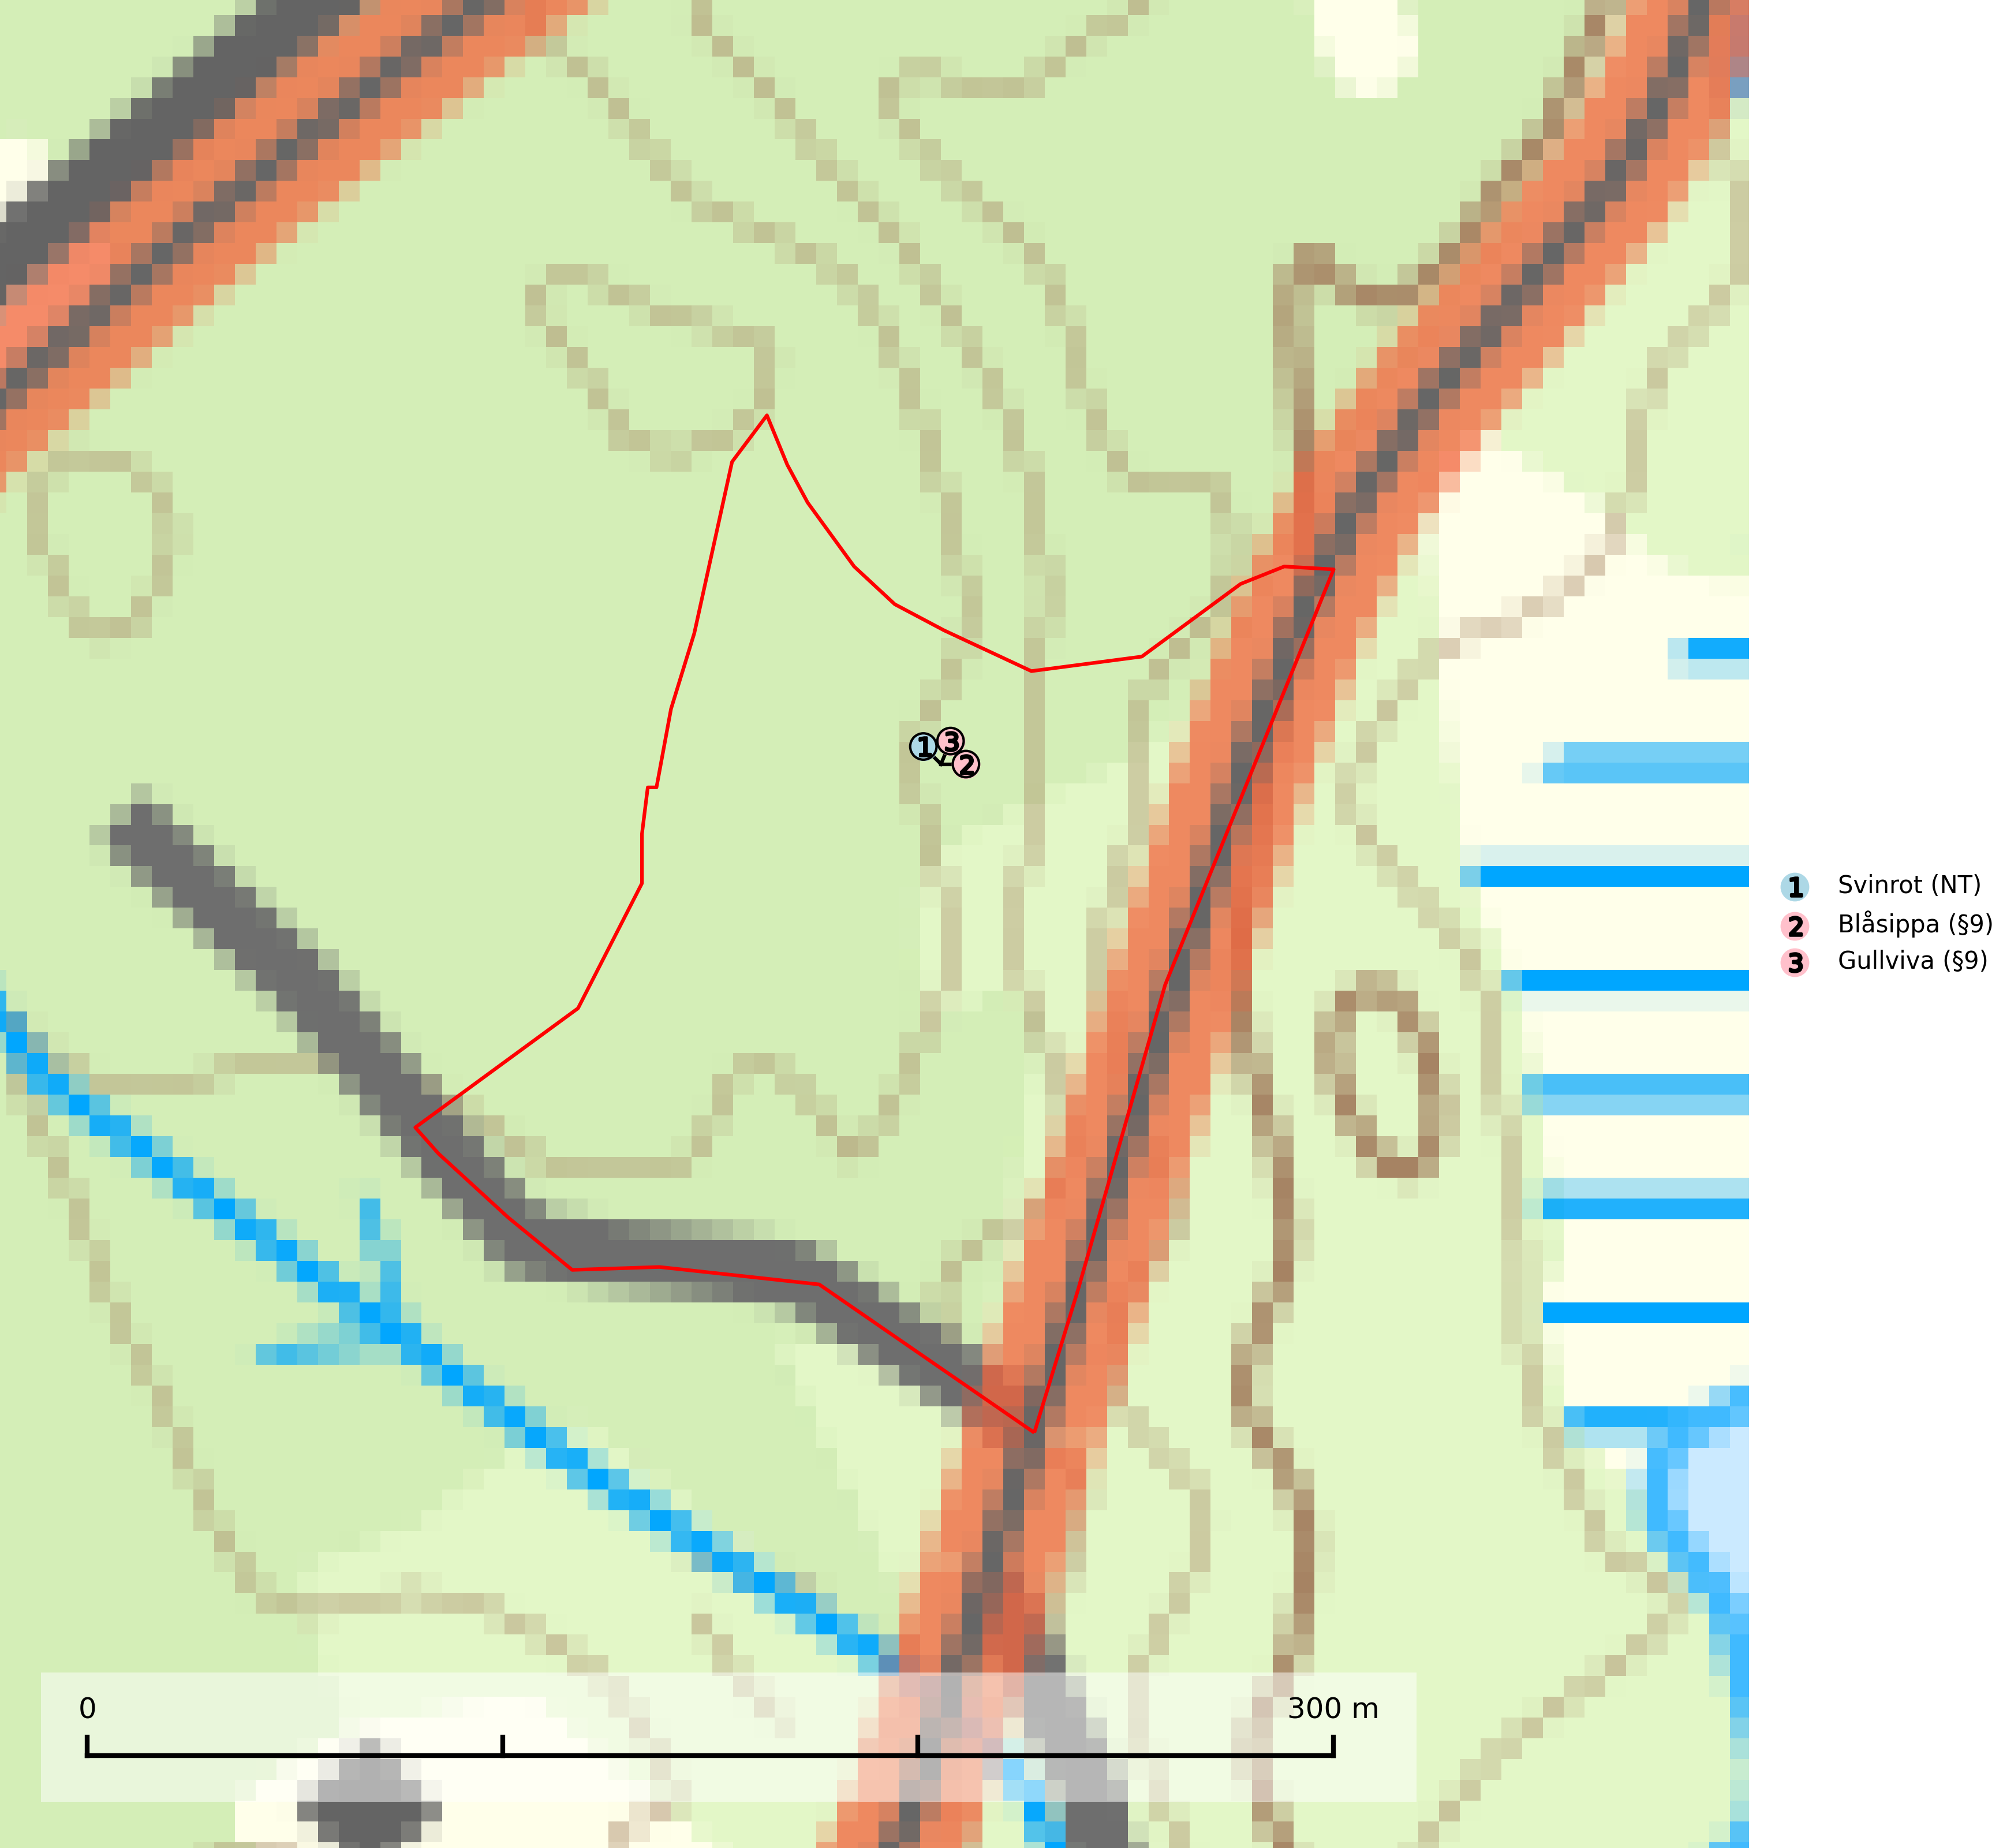 1 3
2
1 Svinrot (NT)
2 Blåsippa (§9)
3 Gullviva (§9)
0 300 m